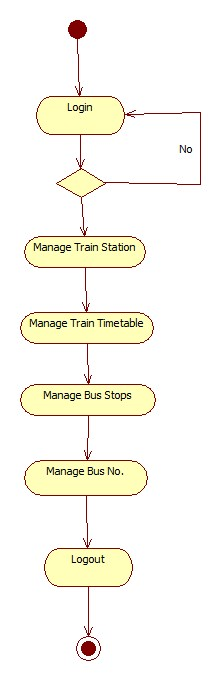 Login
No
Manage Train Station
Manage Train Timetable
Manage Bus Stops
Manage Bus No.
Logout